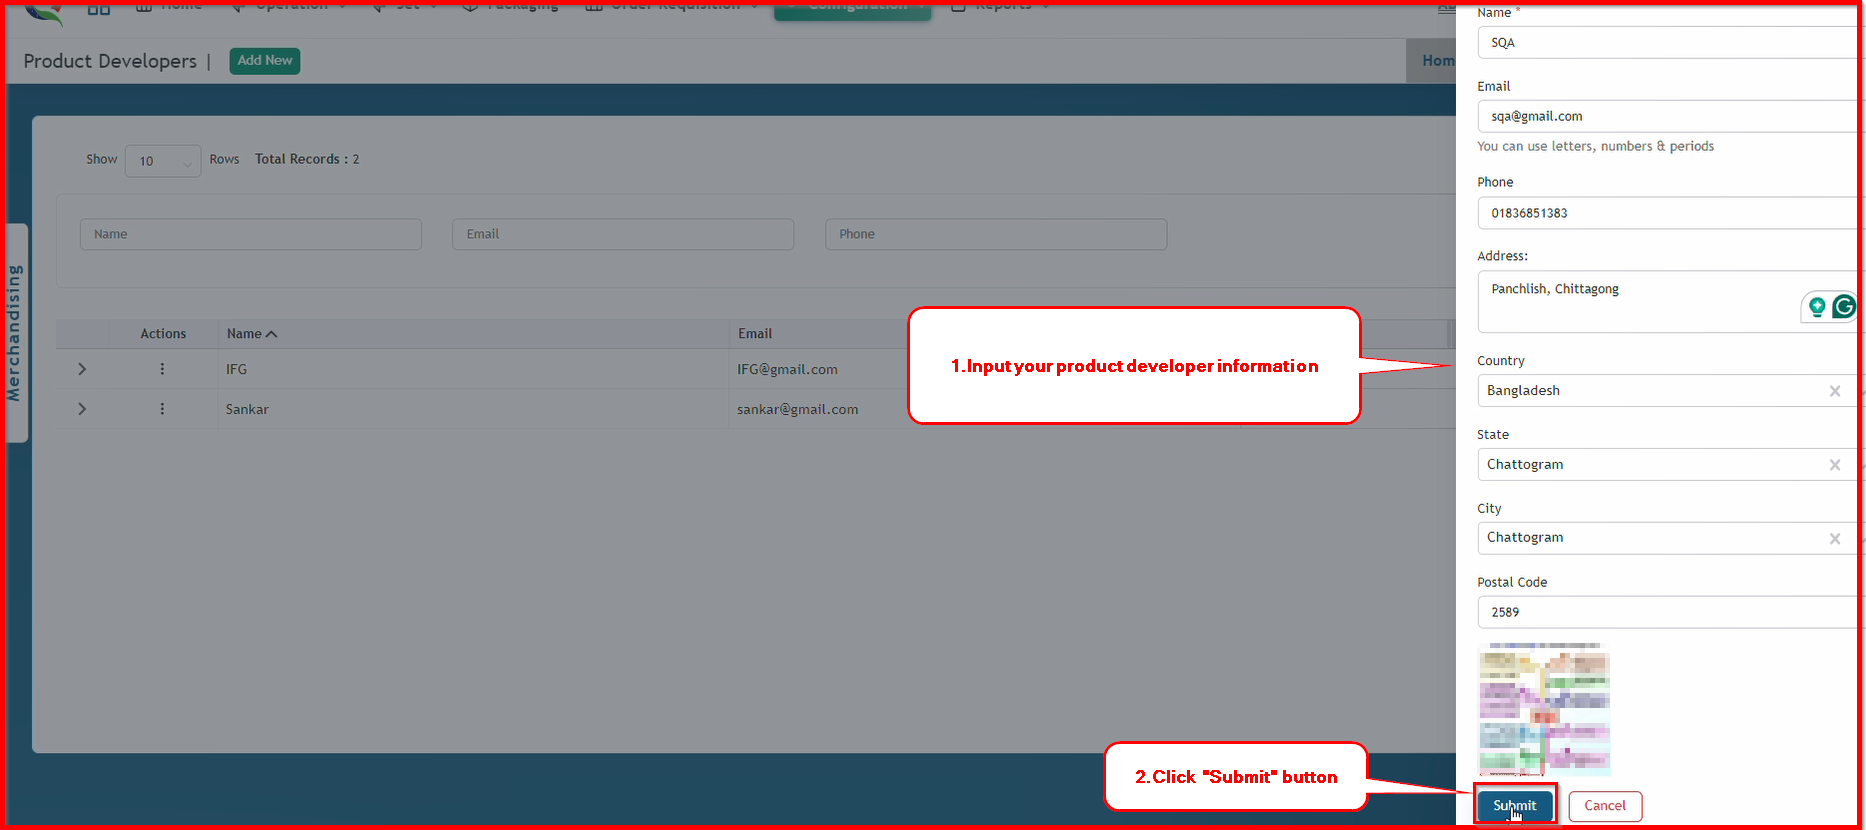 Home Operation Set Packaging Order Requisition Configuration Reports
Product Developers | Add New
Hom
Show 10 Rows Total Records : 2
Name Email Phone
Merchandising
Actions Name Email
IFG IFG@gmail.com
Sankar sankar@gmail.com
1.Input your product developer information
2.Click "Submit" button
Name *
SQA
Email
sqa@gmail.com
You can use letters, numbers & periods
Phone
01836851383
Address:
Panchlish, Chittagong
Country
Bangladesh
State
Chattogram
City
Chattogram
Postal Code
2589
Submit Cancel